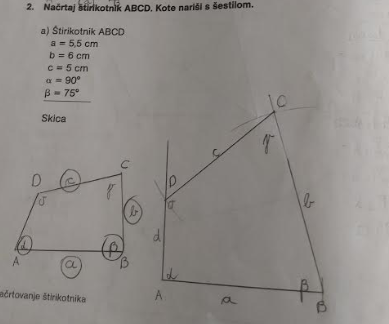 2. Načrtaj štirikotnik ABCD. Kote nariši s šestilom.
a) Štirikotnik ABCD
a = 5,5 cm
b = 6 cm
c = 5 cm
α = 90°
β = 75°
Skica
C
D c γ
δ b
α β
A a B
C
γ
c
D
δ b
d
α β
A a B
ačrtovanje štirikotnika